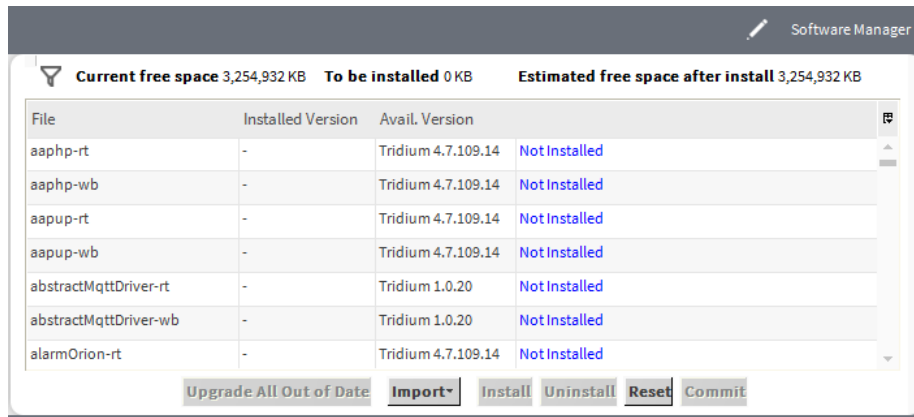 Software Manager
Current free space 3,254,932 KB To be installed 0 KB Estimated free space after install 3,254,932 KB
File Installed Version Avail. Version
aaphp-rt - Tridium 4.7.109.14 Not Installed
aaphp-wb - Tridium 4.7.109.14 Not Installed
aapup-rt - Tridium 4.7.109.14 Not Installed
aapup-wb - Tridium 4.7.109.14 Not Installed
abstractMqttDriver-rt - Tridium 1.0.20 Not Installed
abstractMqttDriver-wb - Tridium 1.0.20 Not Installed
alarmOrion-rt - Tridium 4.7.109.14 Not Installed
Upgrade All Out of Date Import Install Uninstall Reset Commit